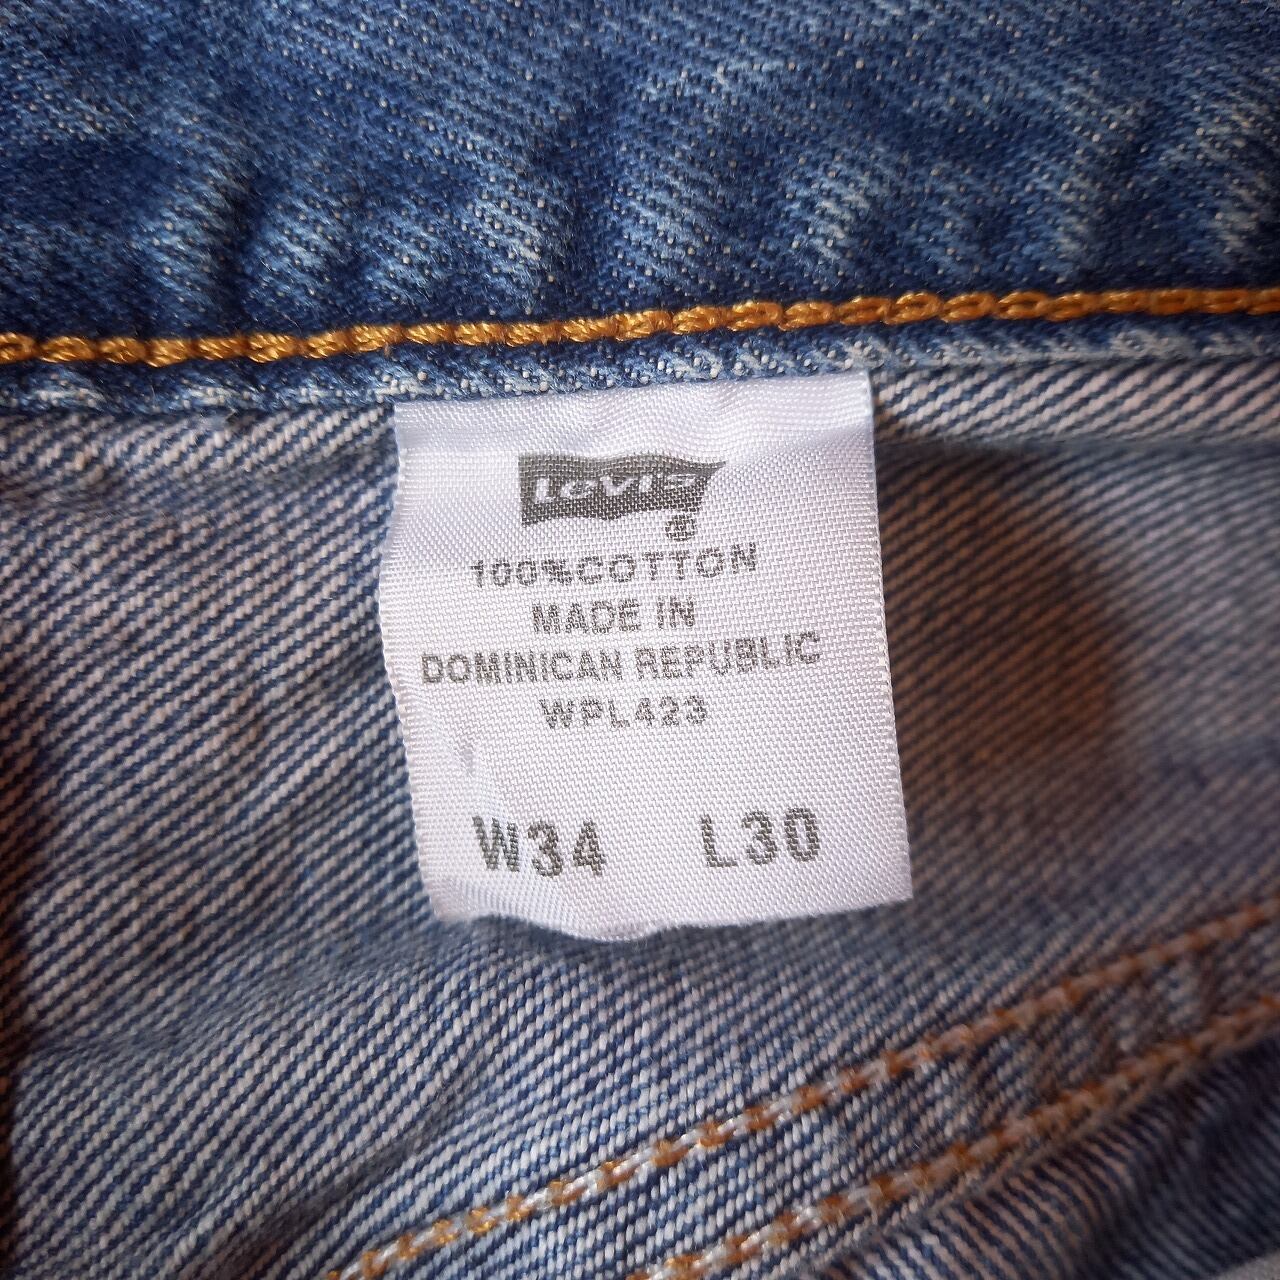 Levi's
®
100%COTTON
MADE IN
DOMINICAN REPUBLIC
WPL423
W34 L30